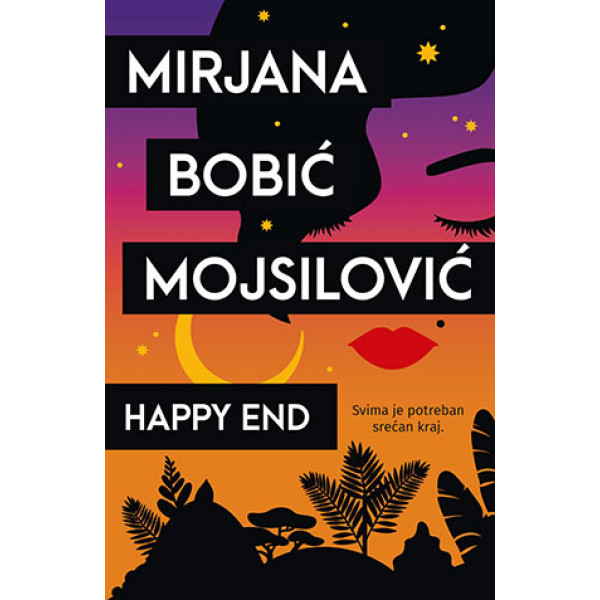 MIRJANA
BOBIĆ
MOJSILOVIĆ
HAPPY END
Svima je potreban
srećan kraj.